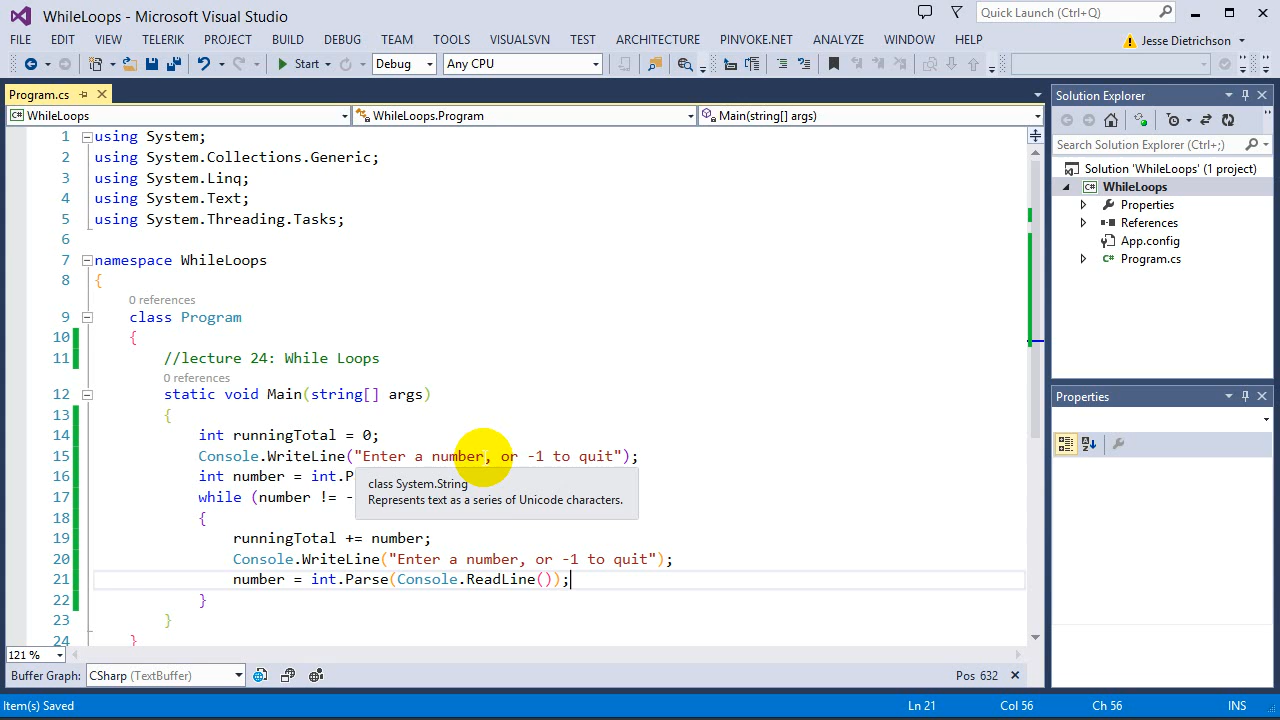 WhileLoops - Microsoft Visual Studio
Quick Launch (Ctrl+Q)
FILE EDIT VIEW TELERIK PROJECT BUILD DEBUG TEAM TOOLS VISUALSVN TEST ARCHITECTURE PINVOKE.NET ANALYZE WINDOW HELP Jesse Dietrichson
Start Debug Any CPU
Program.cs
WhileLoops WhileLoops.Program Main(string[] args)
1 using System;
2 using System.Collections.Generic;
3 using System.Linq;
4 using System.Text;
5 using System.Threading.Tasks;
6
7 namespace WhileLoops
8 {
0 references
9 class Program
10 {
11 //lecture 24: While Loops
0 references
12 static void Main(string[] args)
13 {
14 int runningTotal = 0;
15 Console.WriteLine("Enter a number, or -1 to quit");
16 int number = int.P
class System.String
Represents text as a series of Unicode characters.
17 while (number != -
18 {
19 runningTotal += number;
20 Console.WriteLine("Enter a number, or -1 to quit");
21 number = int.Parse(Console.ReadLine());
22 }
23 }
24 }
121 %
Buffer Graph: CSharp (TextBuffer) Pos 632
Item(s) Saved Ln 21 Col 56 Ch 56 INS
Solution Explorer
Search Solution Explorer (Ctrl+;)
Solution 'WhileLoops' (1 project)
WhileLoops
Properties
References
App.config
Program.cs
Properties